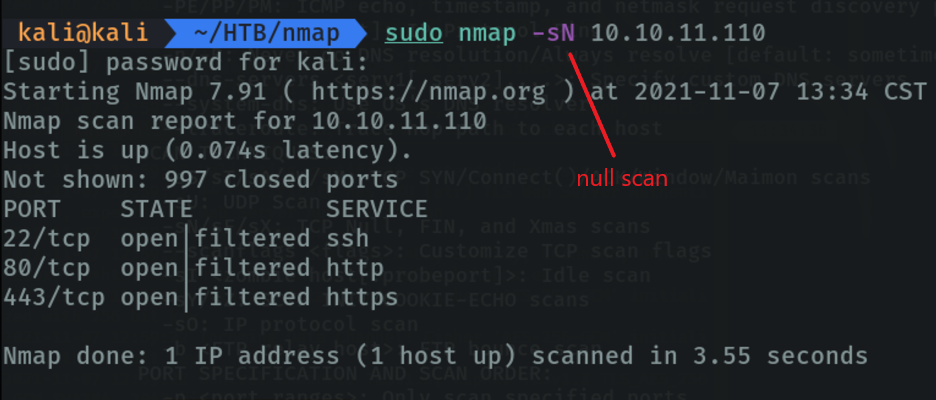 kali@kali ~/HTB/nmap sudo nmap -sN 10.10.11.110
[sudo] password for kali:
Starting Nmap 7.91 ( https://nmap.org ) at 2021-11-07 13:34 CST
Nmap scan report for 10.10.11.110
Host is up (0.074s latency).
Not shown: 997 closed ports
null scan
PORT STATE SERVICE
22/tcp open|filtered ssh
80/tcp open|filtered http
443/tcp open|filtered https
Nmap done: 1 IP address (1 host up) scanned in 3.55 seconds